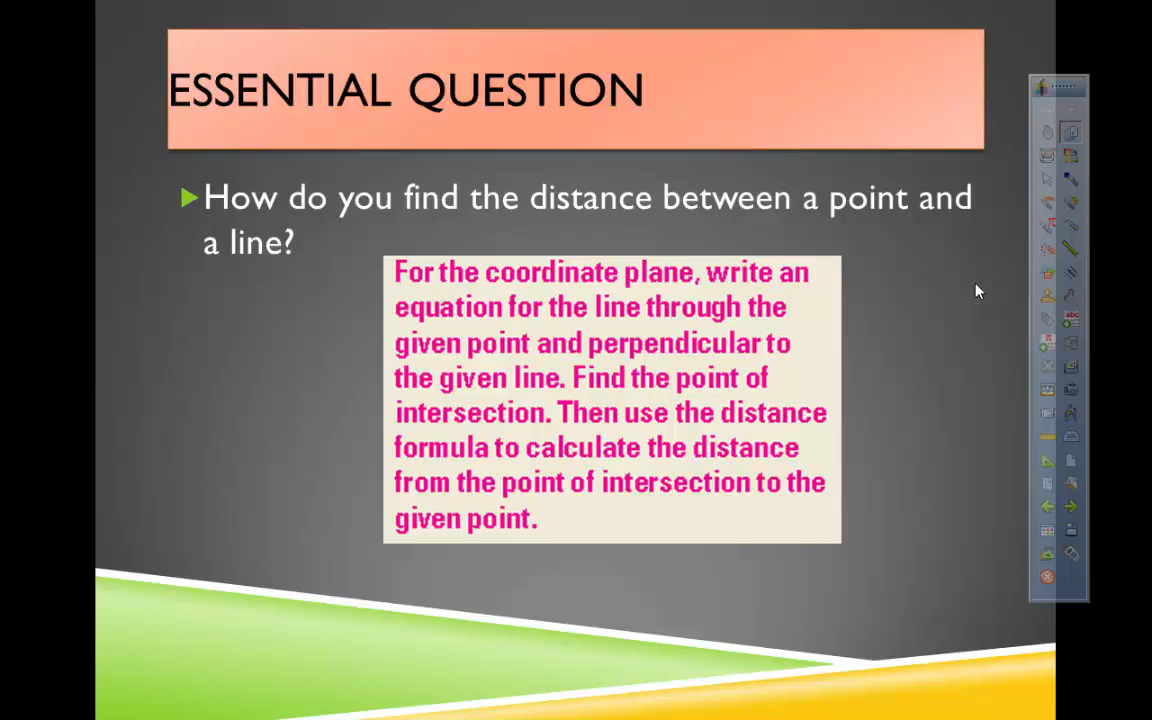 ESSENTIAL QUESTION
How do you find the distance between a point and
a line?
For the coordinate plane, write an
equation for the line through the
given point and perpendicular to
the given line. Find the point of
intersection. Then use the distance
formula to calculate the distance
from the point of intersection to the
given point.